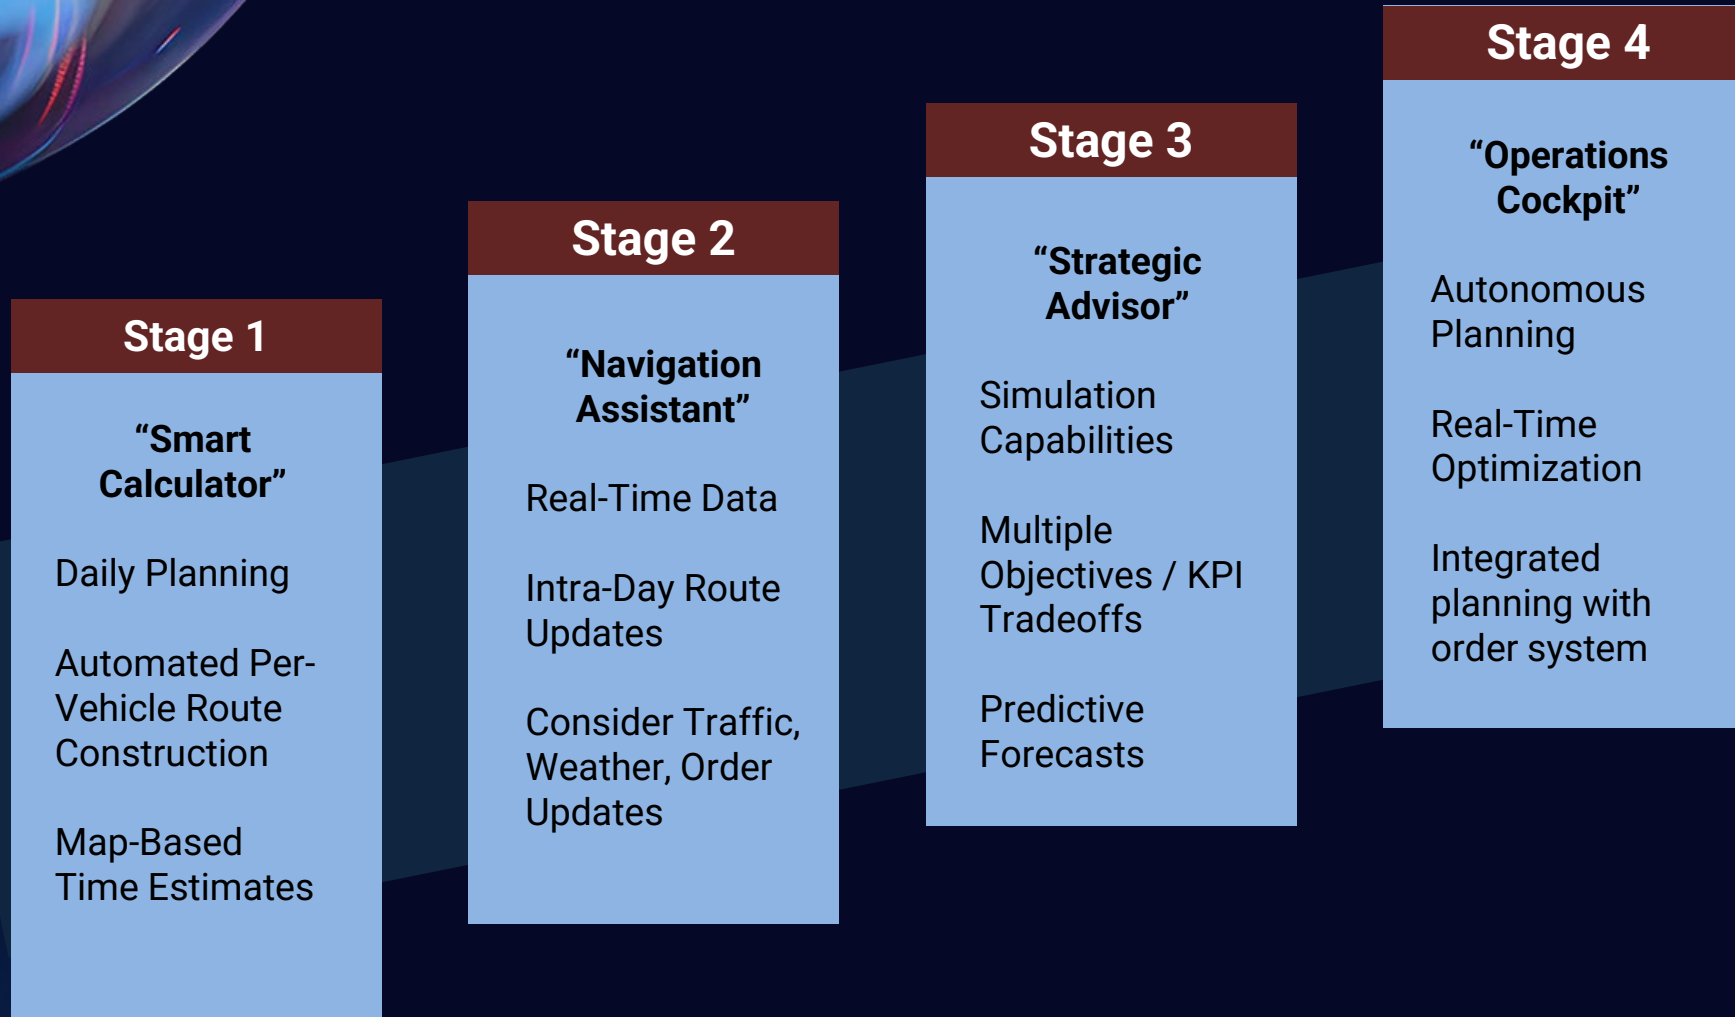 Stage 1
“Smart
Calculator”
Daily Planning
Automated Per-
Vehicle Route
Construction
Map-Based
Time Estimates
Stage 2
“Navigation
Assistant”
Real-Time Data
Intra-Day Route
Updates
Consider Traffic,
Weather, Order
Updates
Stage 3
“Strategic
Advisor”
Simulation
Capabilities
Multiple
Objectives / KPI
Tradeoffs
Predictive
Forecasts
Stage 4
“Operations
Cockpit”
Autonomous
Planning
Real-Time
Optimization
Integrated
planning with
order system